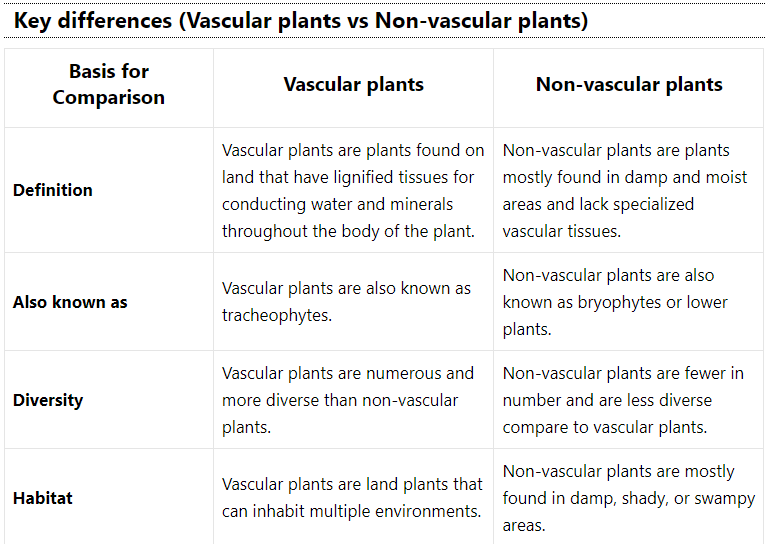 Key differences (Vascular plants vs Non-vascular plants)
Basis for
Comparison
Vascular plants
Non-vascular plants
Definition
Vascular plants are plants found on
land that have lignified tissues for
conducting water and minerals
throughout the body of the plant.
Non-vascular plants are plants
mostly found in damp and moist
areas and lack specialized
vascular tissues.
Also known as
Vascular plants are also known as
tracheophytes.
Non-vascular plants are also
known as bryophytes or lower
plants.
Diversity
Vascular plants are numerous and
more diverse than non-vascular
plants.
Non-vascular plants are fewer in
number and are less diverse
compare to vascular plants.
Habitat
Vascular plants are land plants that
can inhabit multiple environments.
Non-vascular plants are mostly
found in damp, shady, or swampy
areas.